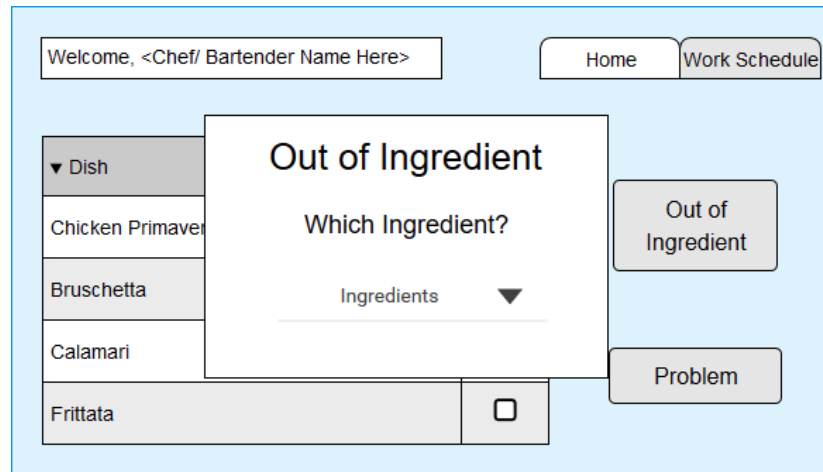 Welcome, <Chef/ Bartender Name Here>
Home
Work Schedule
▼ Dish
Out of Ingredient
Which Ingredient?
Ingredients
Chicken Primaver
Bruschetta
Calamari
Frittata
Out of
Ingredient
Problem